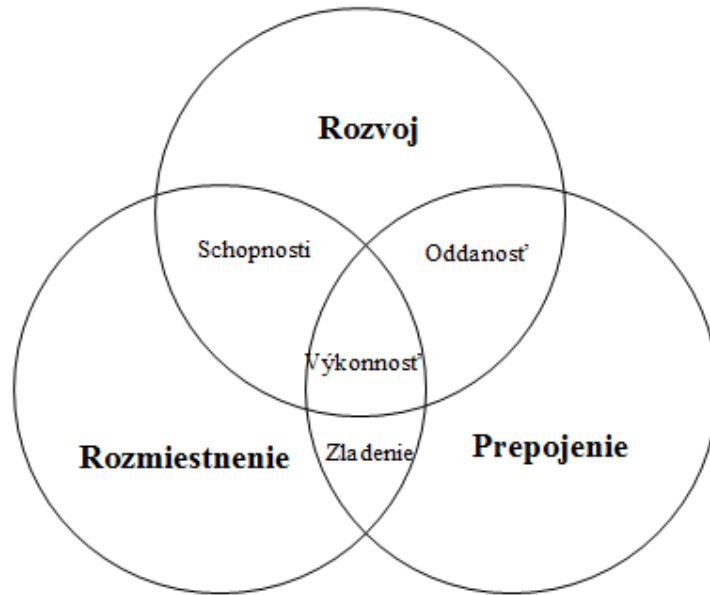 Rozvoj
Schopnosti
Oddanosť
Výkonnosť
Rozmiestnenie
Zladenie
Prepojenie